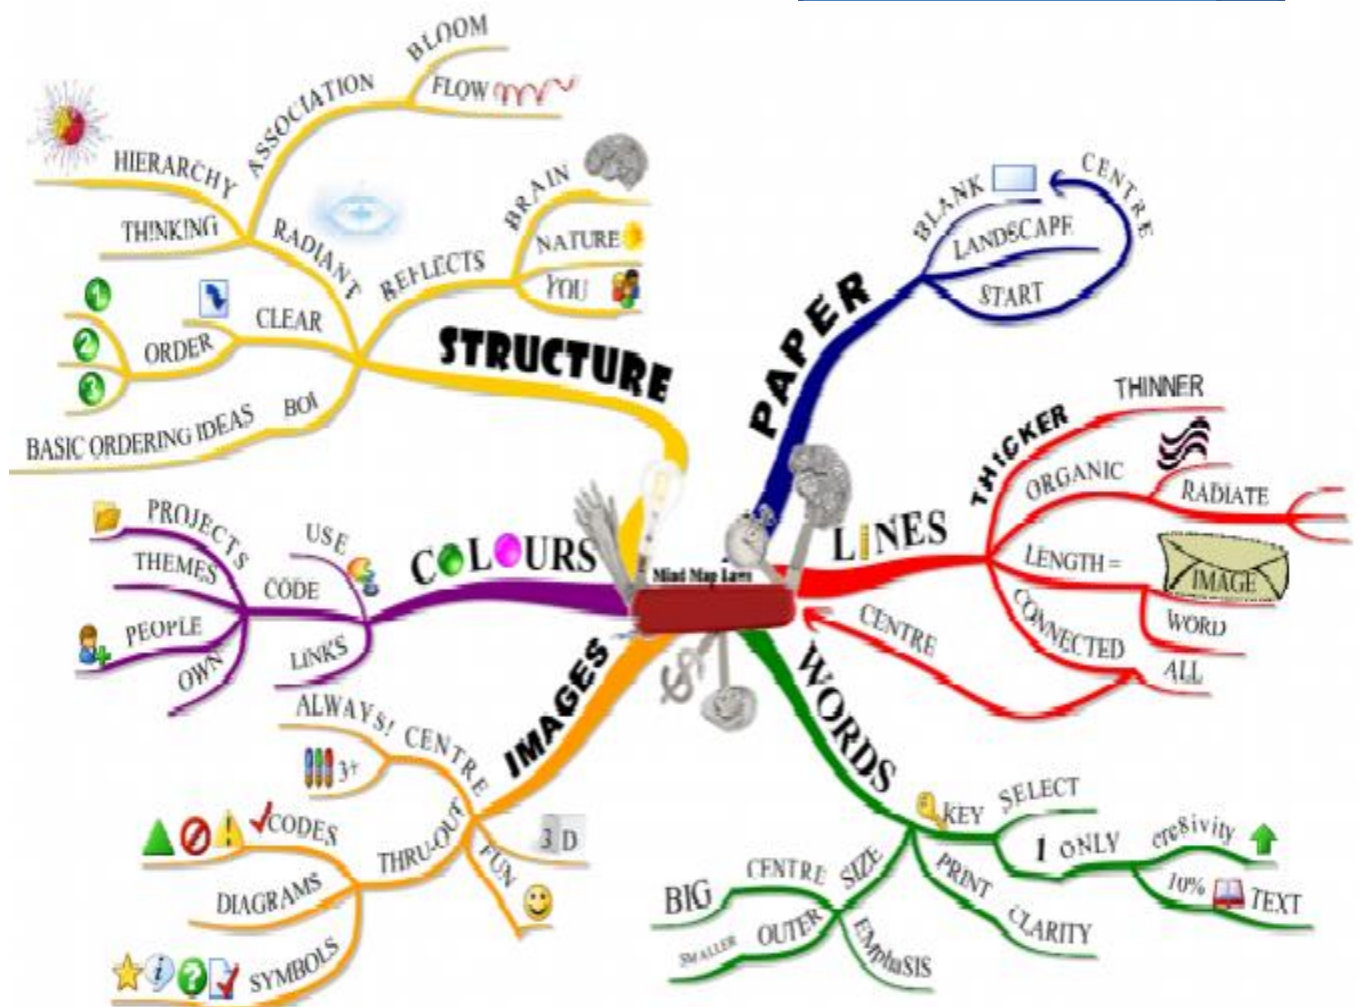 Mind Map Laws
PAPER
BLANK
LANDSCAPE
START
CENTRE
LINES
THICKER
THINNER
ORGANIC
RADIATE
LENGTH =
IMAGE
WORD
CONNECTED
ALL
CENTRE
WORDS
KEY
SELECT
1 ONLY
cre8ivity
10% TEXT
PRINT
CLARITY
SIZE
CENTRE
BIG
OUTER
SMALLER
EMphaSIS
IMAGES
CENTRE
ALWAYS!
3+
3 D
FUN
THRU-OUT
CODES
DIAGRAMS
SYMBOLS
COLOURS
USE
CODE
PROJECTS
THEMES
PEOPLE
OWN
LINKS
STRUCTURE
REFLECTS
BRAIN
NATURE
YOU
RADIANT
ASSOCIATION
BLOOM
FLOW
HIERARCHY
THINKING
CLEAR
ORDER
1
2
3
BOI
BASIC ORDERING IDEAS